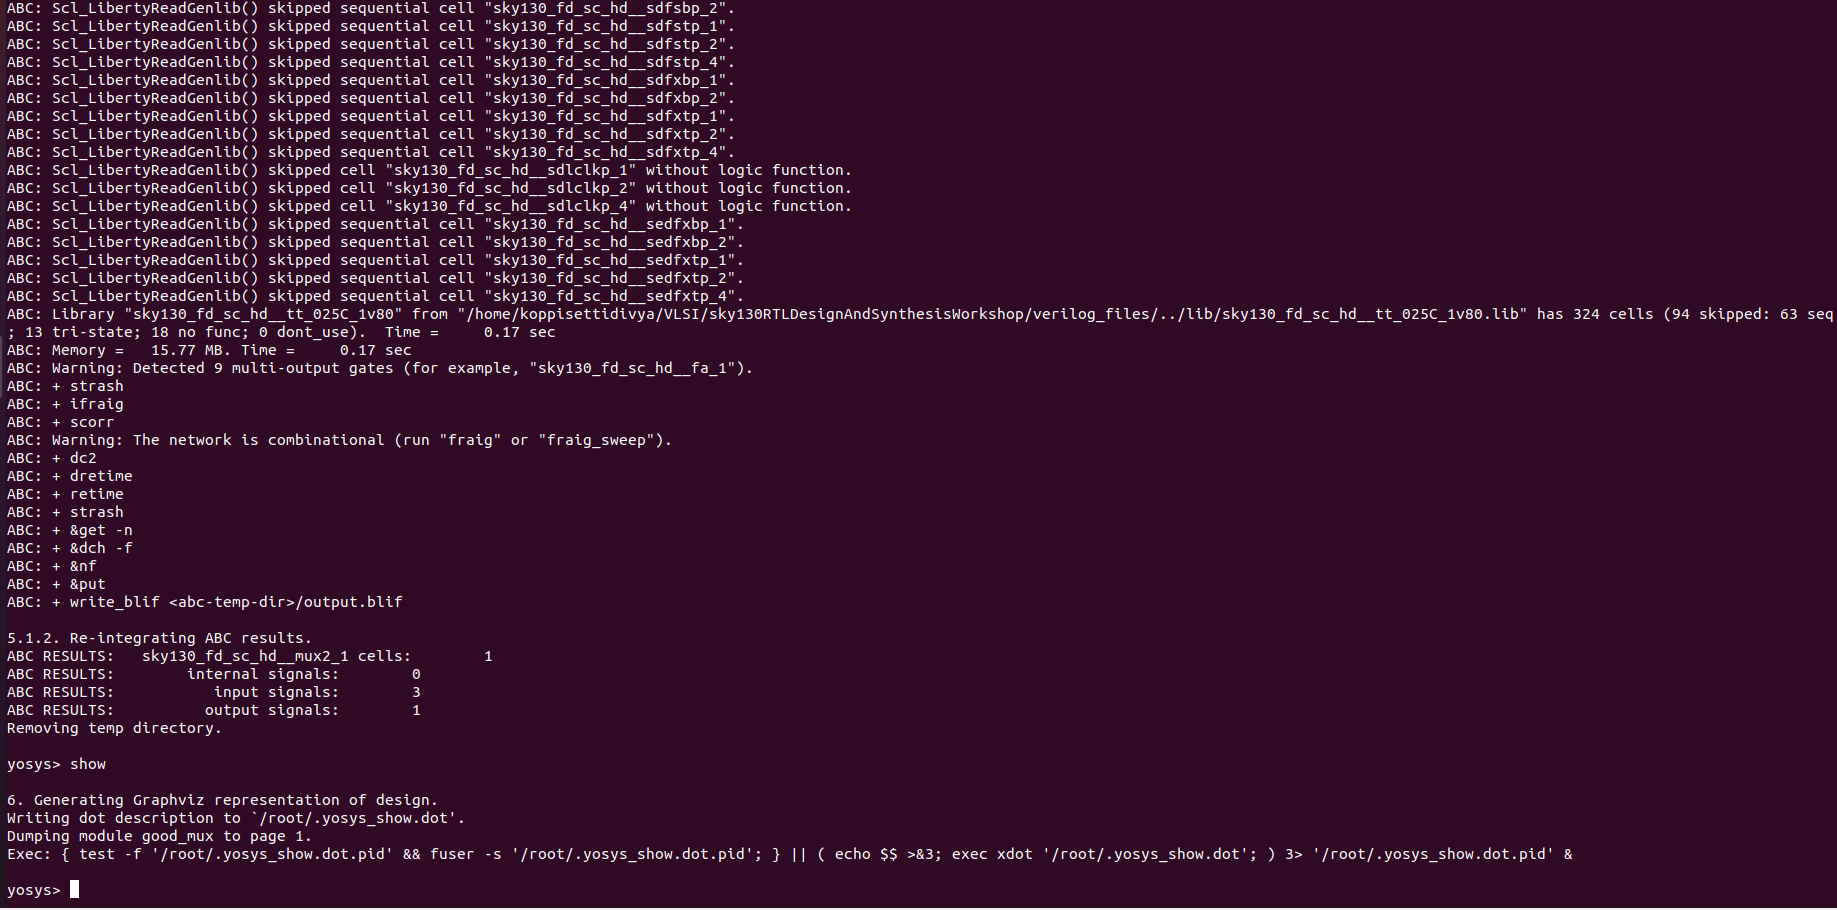 ABC: Scl_LibertyReadGenlib() skipped sequential cell "sky130_fd_sc_hd__sdfsbp_2".
ABC: Scl_LibertyReadGenlib() skipped sequential cell "sky130_fd_sc_hd__sdfstp_1".
ABC: Scl_LibertyReadGenlib() skipped sequential cell "sky130_fd_sc_hd__sdfstp_2".
ABC: Scl_LibertyReadGenlib() skipped sequential cell "sky130_fd_sc_hd__sdfstp_4".
ABC: Scl_LibertyReadGenlib() skipped sequential cell "sky130_fd_sc_hd__sdfxbp_1".
ABC: Scl_LibertyReadGenlib() skipped sequential cell "sky130_fd_sc_hd__sdfxbp_2".
ABC: Scl_LibertyReadGenlib() skipped sequential cell "sky130_fd_sc_hd__sdfxtp_1".
ABC: Scl_LibertyReadGenlib() skipped sequential cell "sky130_fd_sc_hd__sdfxtp_2".
ABC: Scl_LibertyReadGenlib() skipped sequential cell "sky130_fd_sc_hd__sdfxtp_4".
ABC: Scl_LibertyReadGenlib() skipped cell "sky130_fd_sc_hd__sdlclkp_1" without logic function.
ABC: Scl_LibertyReadGenlib() skipped cell "sky130_fd_sc_hd__sdlclkp_2" without logic function.
ABC: Scl_LibertyReadGenlib() skipped cell "sky130_fd_sc_hd__sdlclkp_4" without logic function.
ABC: Scl_LibertyReadGenlib() skipped sequential cell "sky130_fd_sc_hd__sedfxbp_1".
ABC: Scl_LibertyReadGenlib() skipped sequential cell "sky130_fd_sc_hd__sedfxbp_2".
ABC: Scl_LibertyReadGenlib() skipped sequential cell "sky130_fd_sc_hd__sedfxtp_1".
ABC: Scl_LibertyReadGenlib() skipped sequential cell "sky130_fd_sc_hd__sedfxtp_2".
ABC: Scl_LibertyReadGenlib() skipped sequential cell "sky130_fd_sc_hd__sedfxtp_4".
ABC: Library "sky130_fd_sc_hd__tt_025C_1v80" from "/home/koppisettidivya/VLSI/sky130RTLDesignAndSynthesisWorkshop/verilog_files/../lib/sky130_fd_sc_hd__tt_025C_1v80.lib" has 324 cells (94 skipped: 63 seq
; 13 tri-state; 18 no func; 0 dont_use).  Time =     0.17 sec
ABC: Memory =   15.77 MB. Time =     0.17 sec
ABC: Warning: Detected 9 multi-output gates (for example, "sky130_fd_sc_hd__fa_1").
ABC: + strash
ABC: + ifraig
ABC: + scorr
ABC: Warning: The network is combinational (run "fraig" or "fraig_sweep").
ABC: + dc2
ABC: + dretime
ABC: + retime
ABC: + strash
ABC: + &get -n
ABC: + &dch -f
ABC: + &nf
ABC: + &put
ABC: + write_blif <abc-temp-dir>/output.blif
5.1.2. Re-integrating ABC results.
ABC RESULTS:   sky130_fd_sc_hd__mux2_1 cells:        1
ABC RESULTS:        internal signals:        0
ABC RESULTS:           input signals:        3
ABC RESULTS:          output signals:        1
Removing temp directory.
yosys> show
6. Generating Graphviz representation of design.
Writing dot description to `/root/.yosys_show.dot'.
Dumping module good_mux to page 1.
Exec: { test -f '/root/.yosys_show.dot.pid' && fuser -s '/root/.yosys_show.dot.pid'; } || ( echo $$ >&3; exec xdot '/root/.yosys_show.dot'; ) 3> '/root/.yosys_show.dot.pid' &
yosys>